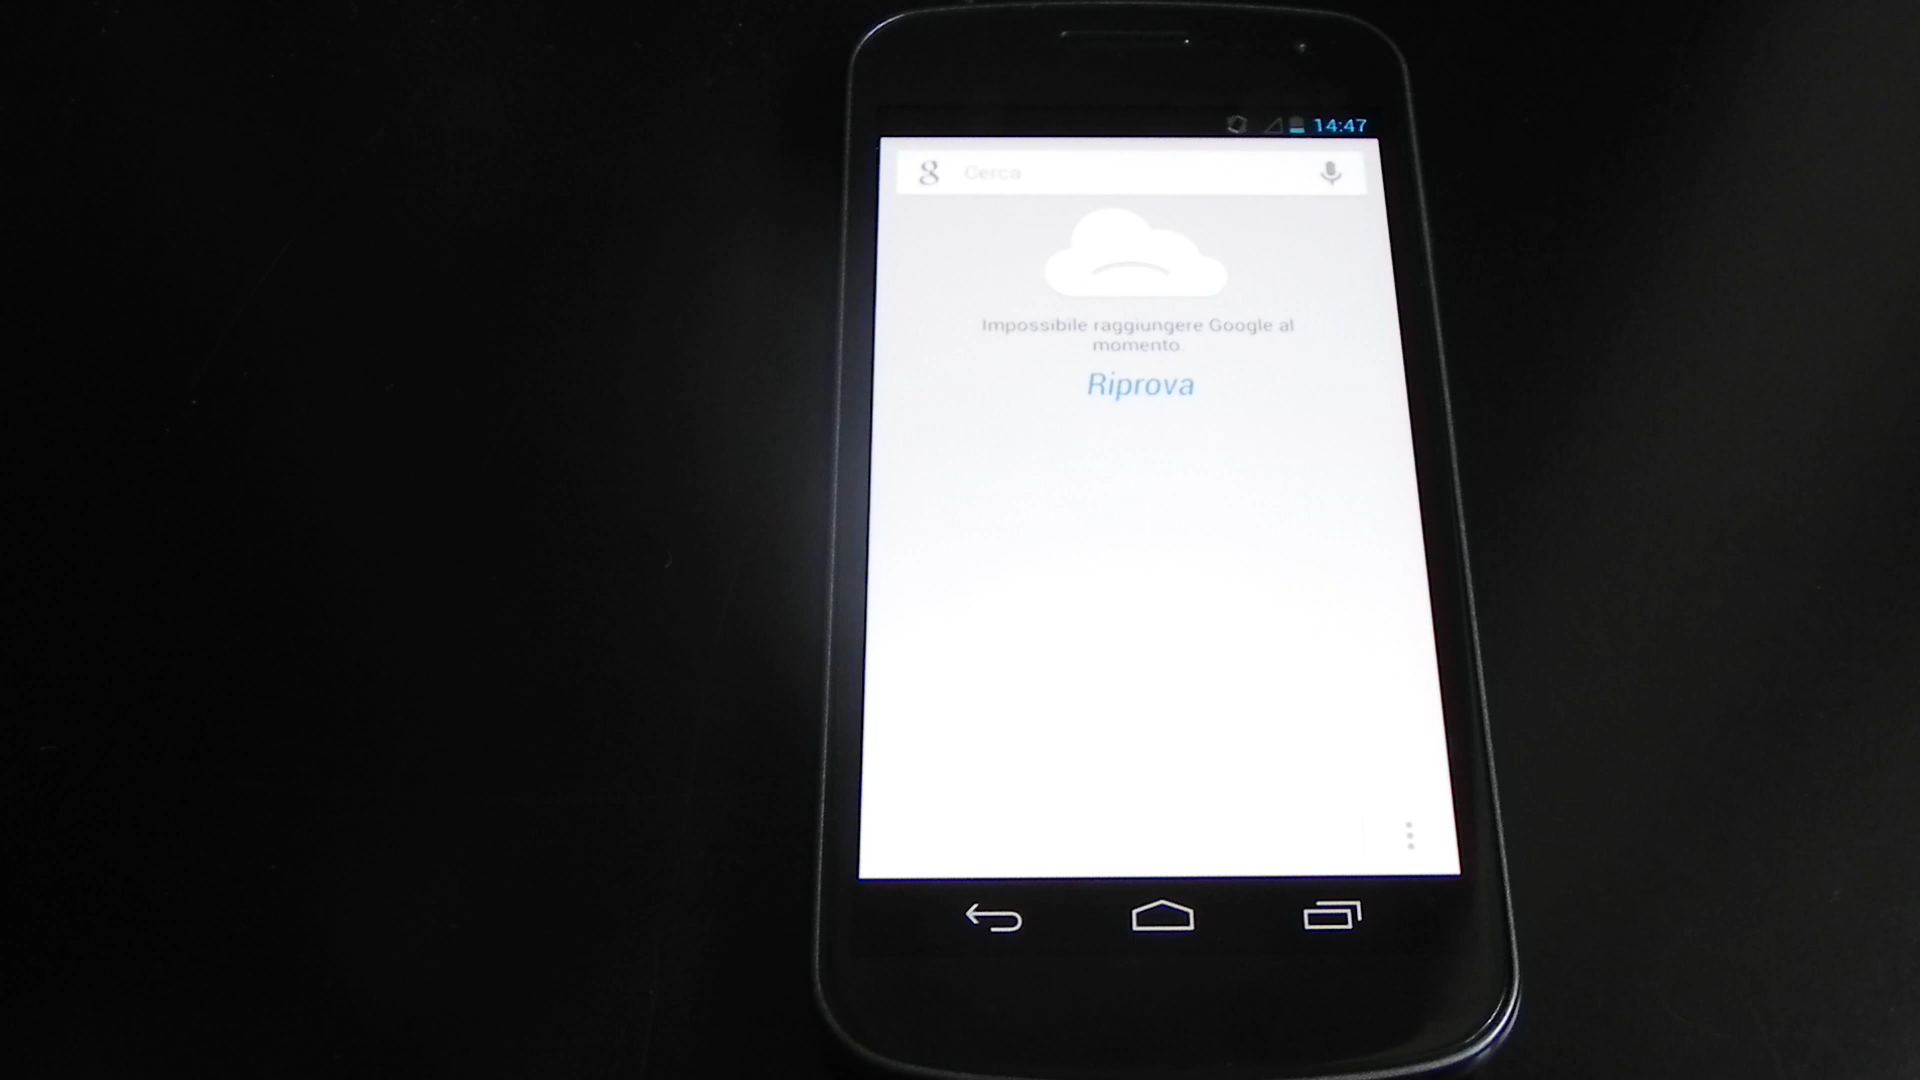 14:47
g Cerca
Impossibile raggiungere Google al
momento.
Riprova